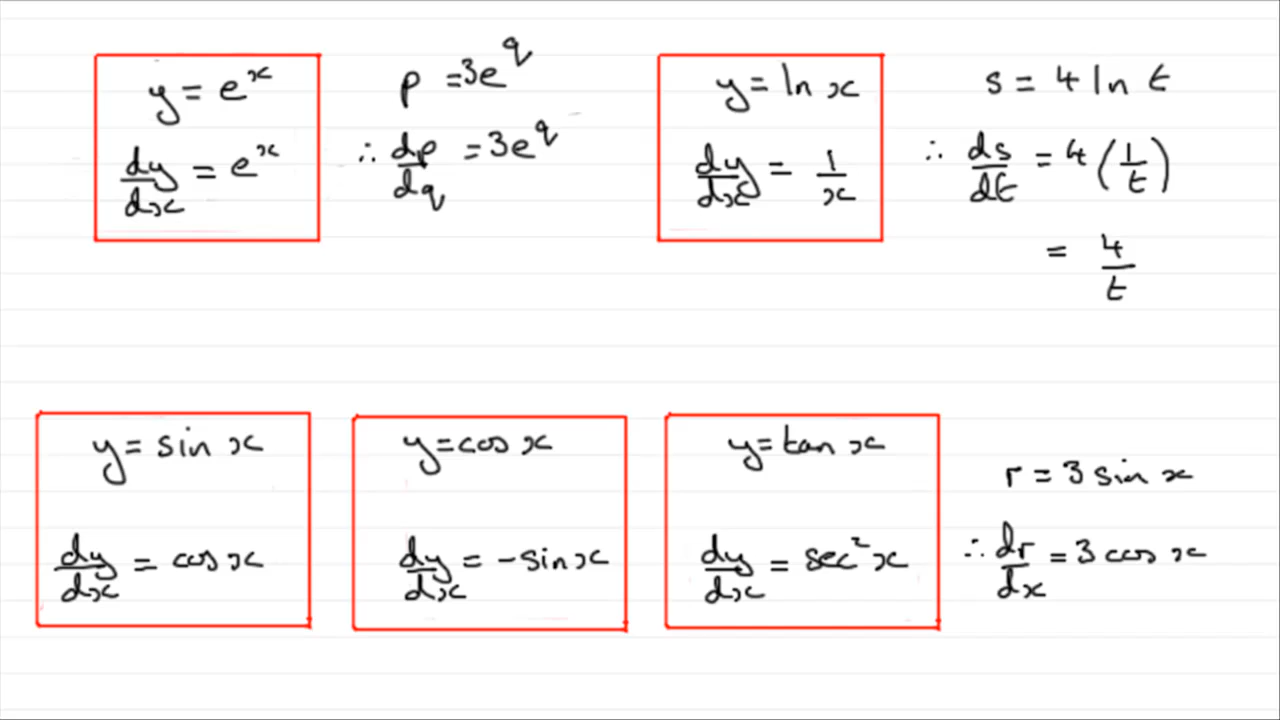 y = e^x
dy/dx = e^x
p = 3e^q
∴ dp/dq = 3e^q
y = ln x
dy/dx = 1/x
s = 4 ln t
∴ ds/dt = 4(1/t)
= 4/t
y = sin x
dy/dx = cos x
y = cos x
dy/dx = -sin x
y = tan x
dy/dx = sec² x
r = 3 sin x
∴ dr/dx = 3 cos x